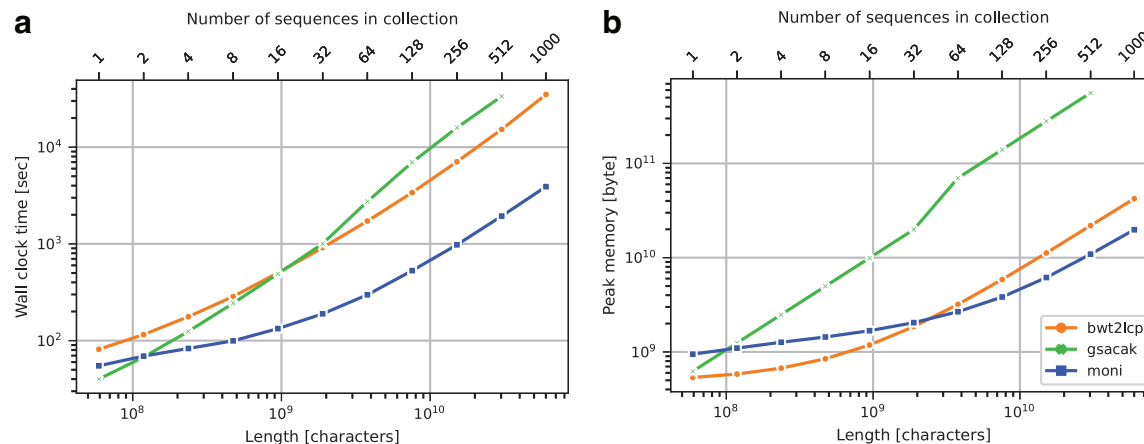 a
Number of sequences in collection
1 2 4 8 16 32 64 128 256 512 1000
Wall clock time [sec]
10^4
10^3
10^2
10^8 10^9 10^10
Length [characters]
b
Number of sequences in collection
1 2 4 8 16 32 64 128 256 512 1000
Peak memory [byte]
10^11
10^10
10^9
bwt2lcp
gsacak
moni
10^8 10^9 10^10
Length [characters]